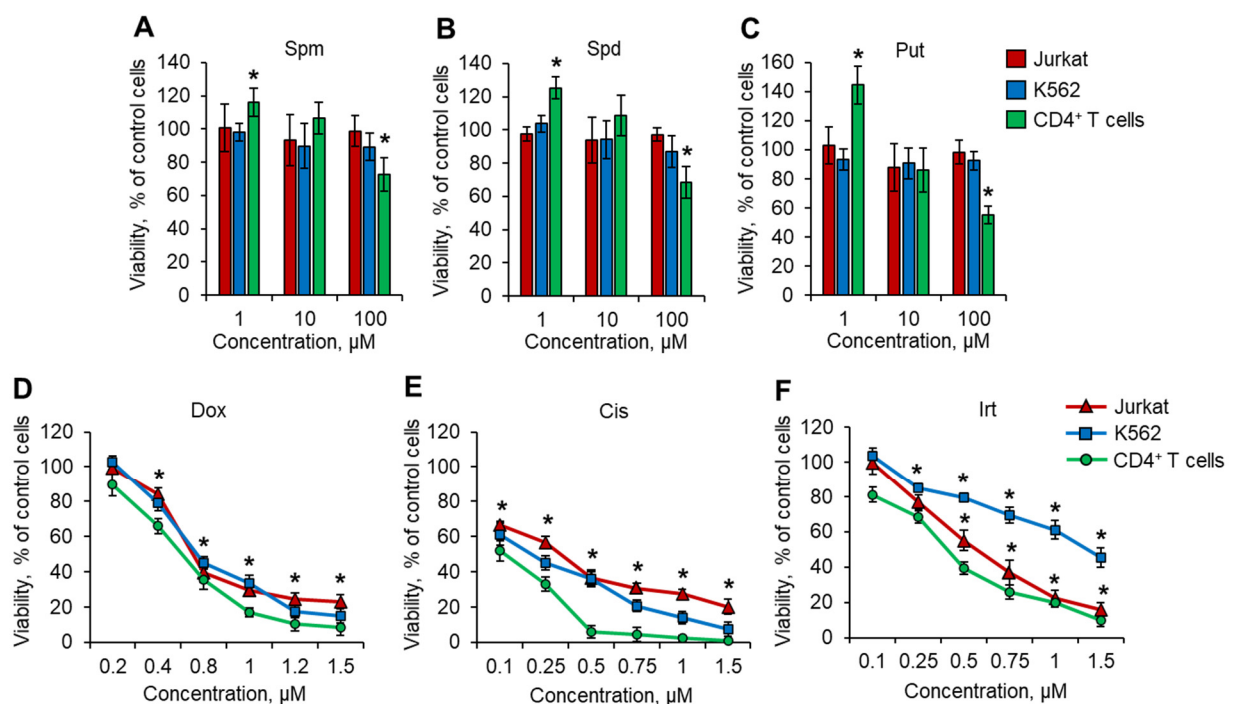 A
Spm
Viability, % of control cells
140
120
100
80
60
40
20
0
*
*
1 10 100
Concentration, µM
B
Spd
Viability, % of control cells
140
120
100
80
60
40
20
0
*
*
1 10 100
Concentration, µM
C
Put
Viability, % of control cells
160
140
120
100
80
60
40
20
0
*
*
1 10 100
Concentration, µM
Jurkat
K562
CD4⁺ T cells
D
Dox
Viability, % of control cells
120
100
80
60
40
20
0
* * * * *
0.2 0.4 0.8 1 1.2 1.5
Concentration, µM
E
Cis
Viability, % of control cells
120
100
80
60
40
20
0
* * * * * *
0.1 0.25 0.5 0.75 1 1.5
Concentration, µM
F
Irt
Viability, % of control cells
120
100
80
60
40
20
0
* * * * *
* * * *
0.1 0.25 0.5 0.75 1 1.5
Concentration, µM
Jurkat
K562
CD4⁺ T cells